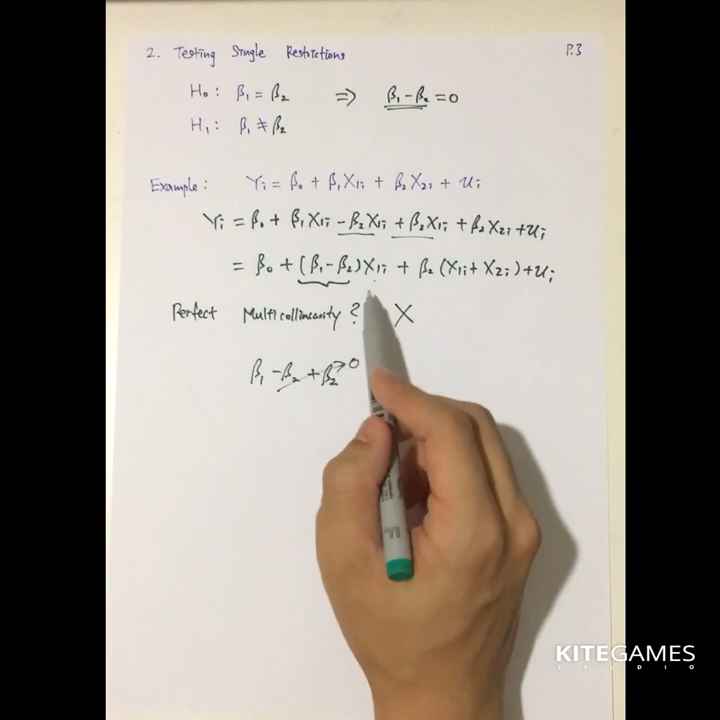 2. Testing Single Restrictions P.3
H₀: β₁ = β₂ ⇒ β₁ - β₂ = 0
H₁: β₁ ≠ β₂
Example: Yi = β₀ + β₁X₁i + β₂X₂i + ui
Yi = β₀ + β₁X₁i - β₂X₁i + β₂X₁i + β₂X₂i + ui
= β₀ + (β₁ - β₂)X₁i + β₂(X₁i + X₂i) + ui
Perfect Multicollinearity? X
β₁ - β₂ + β₂ → 0
KITEGAMES
STUDIO